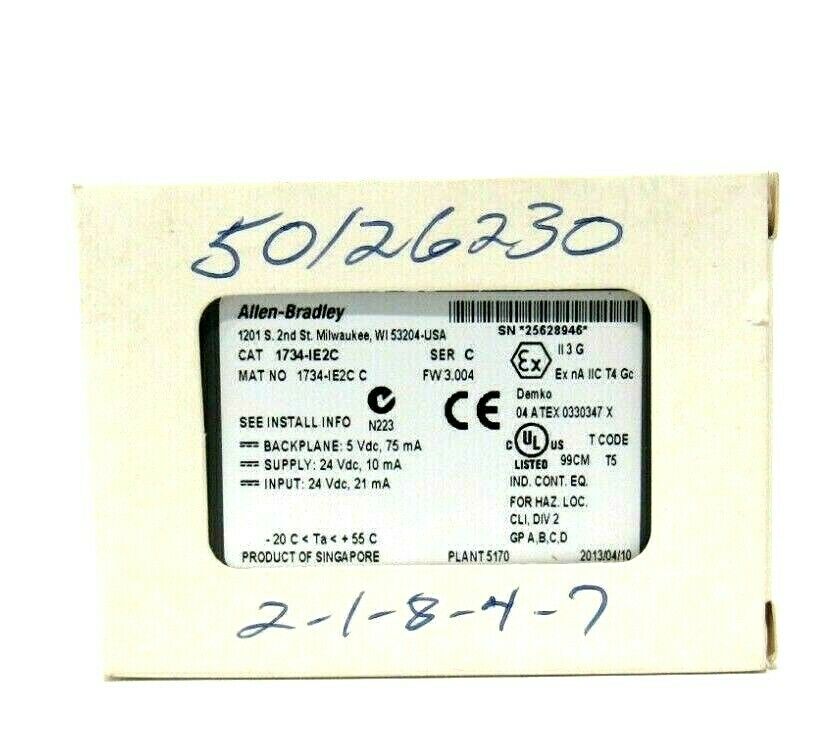 50126230
Allen-Bradley
1201 S. 2nd St. Milwaukee, WI 53204-USA
SN *25628946*
CAT 1734-IE2C SER C
MAT NO 1734-IE2C C FW 3.004
Ex
II 3 G
Ex nA IIC T4 Gc
Demko
04 ATEX 0330347 X
SEE INSTALL INFO
N223
CE
BACKPLANE: 5 Vdc, 75 mA
SUPPLY: 24 Vdc, 10 mA
INPUT: 24 Vdc, 21 mA
C UL US
LISTED 99CM
T CODE
T5
IND. CONT. EQ.
FOR HAZ. LOC.
CLI, DIV 2
GP A,B,C,D
- 20 C < Ta < + 55 C
PRODUCT OF SINGAPORE PLANT 5170 2013/04/10
2-1-8-4-7